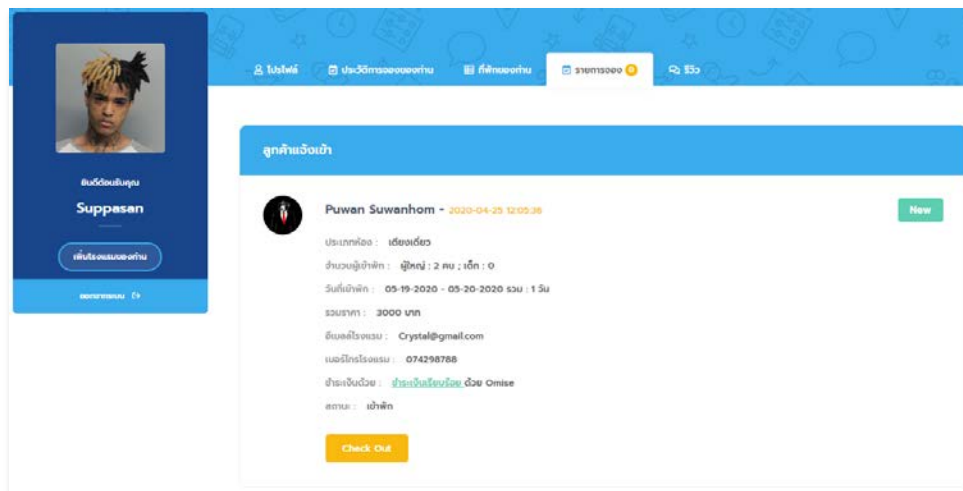 โปรไฟล์
ประวัติการจองของท่าน
ที่พักของท่าน
รายการจอง 0
รีวิว
ยินดีต้อนรับคุณ
Suppasan
เพิ่มโรงแรมของท่าน
ออกจากระบบ
ลูกค้าแจ้งเข้า
Puwan Suwanhom - 2020-04-25 12:05:36
New
ประเภทห้อง : เตียงเดี่ยว
จำนวนผู้เข้าพัก : ผู้ใหญ่ : 2 คน ; เด็ก : 0
วันที่เข้าพัก : 05-19-2020 - 05-20-2020 รวม : 1 วัน
รวมราคา : 3000 บาท
อีเมลล์โรงแรม : Crystal@gmail.com
เบอร์โทรโรงแรม : 074298788
ชำระเงินด้วย : ชำระเงินเรียบร้อย ด้วย Omise
สถานะ : เข้าพัก
Check Out